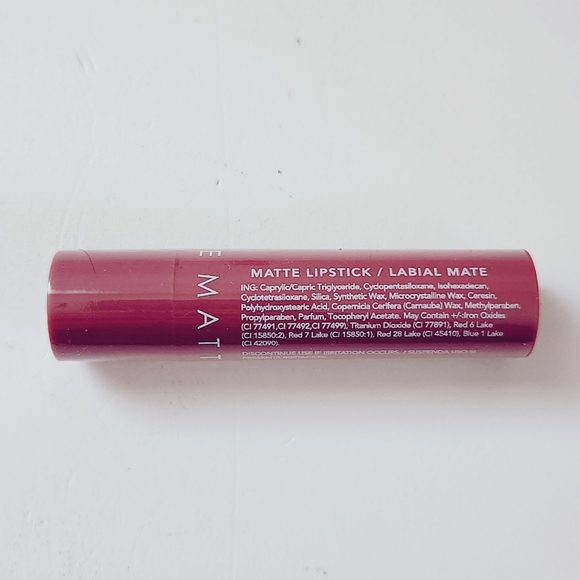 E MATT
MATTE LIPSTICK / LABIAL MATE
ING: Caprylic/Capric Triglyceride, Cyclopentasiloxane, Isohexadecan,
Cyclotetrasiloxane, Silica, Synthetic Wax, Microcrystalline Wax, Ceresin,
Polyhydroxystearic Acid, Copernicia Cerifera (Carnauba) Wax, Methylparaben,
Propylparaben, Parfum, Tocopheryl Acetate. May Contain +/-Iron Oxides
(CI 77491,CI 77492,CI 77499), Titanium Dioxide (CI 77891), Red 6 Lake
(CI 15850:2), Red 7 Lake (CI 15850:1), Red 28 Lake (CI 45410), Blue 1 Lake
(CI 42090).
DISCONTINUE USE IF IRRITATION OCCURS. / SUSPENDA USO SI